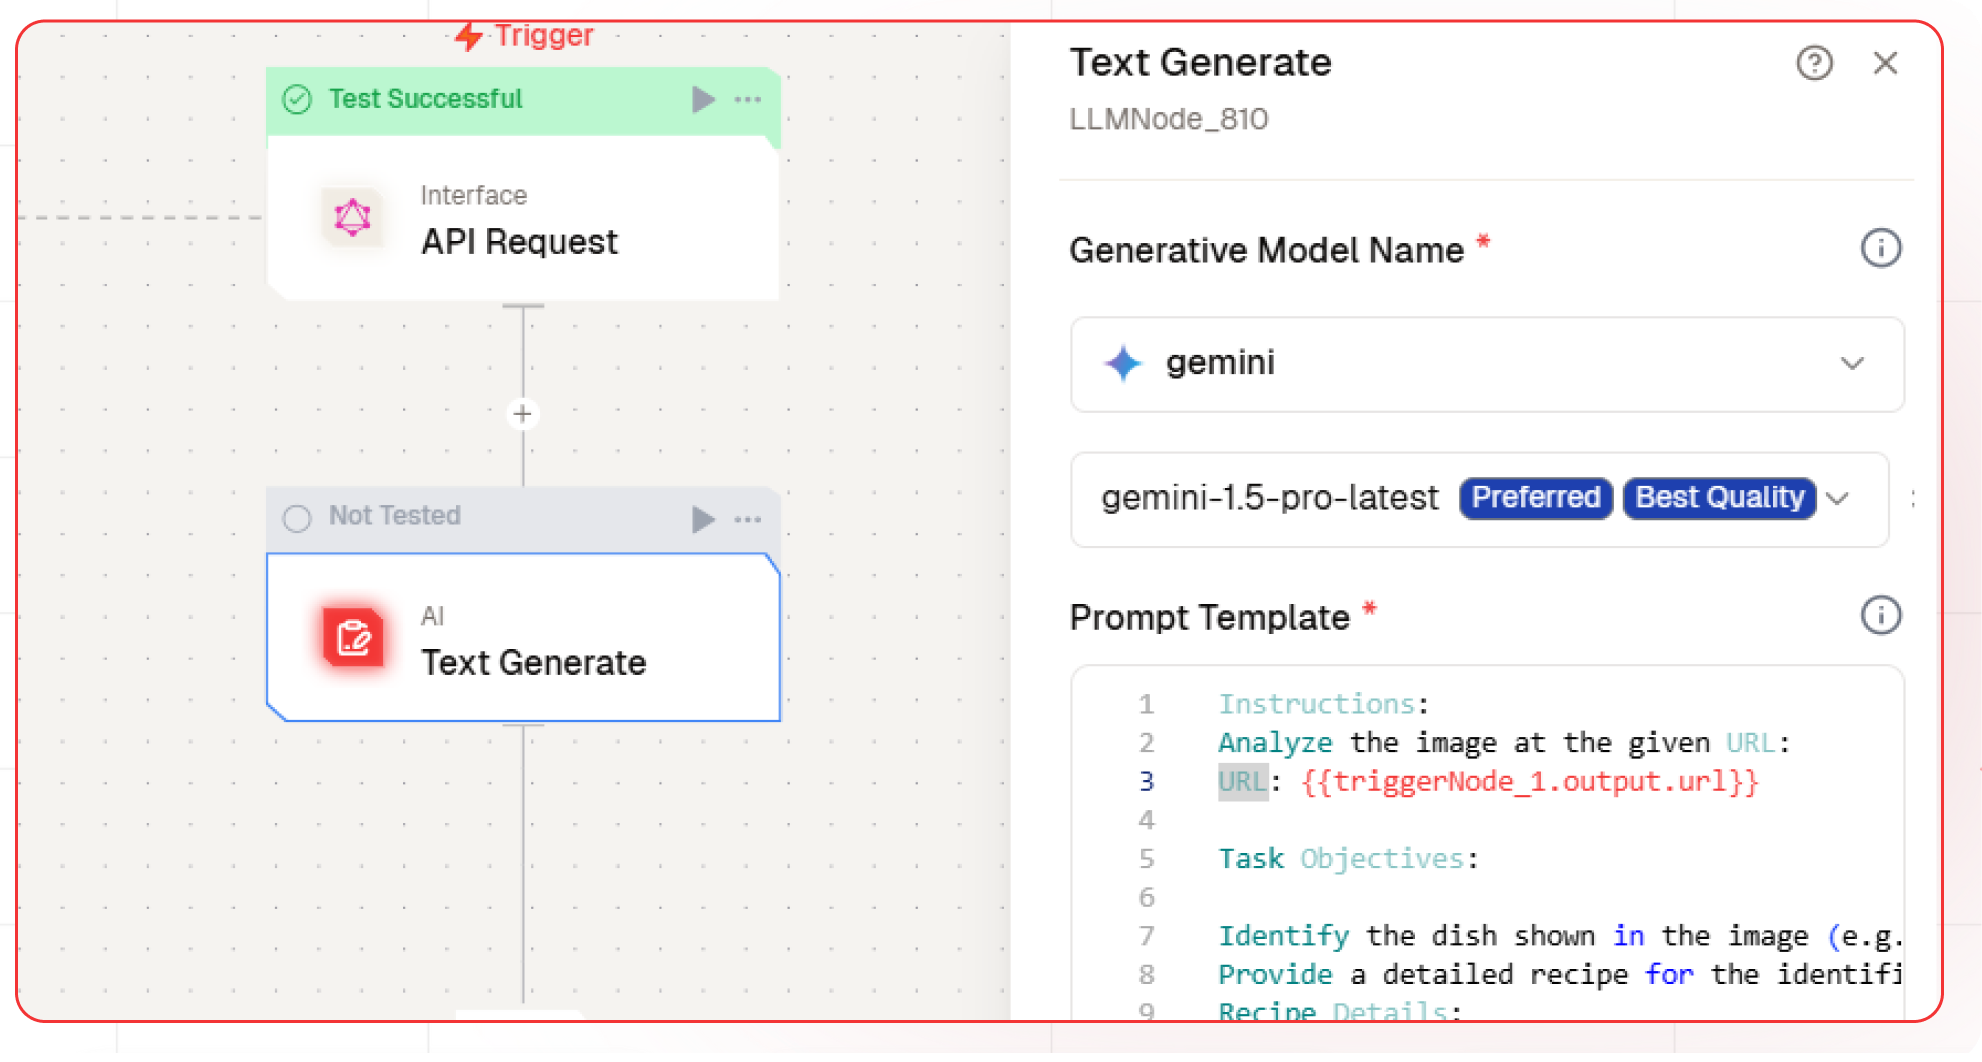 Trigger
Test Successful
Interface
API Request
Not Tested
AI
Text Generate
Text Generate
LLMNode_810
Generative Model Name *
gemini
gemini-1.5-pro-latest Preferred Best Quality
Prompt Template *
1 Instructions:
2 Analyze the image at the given URL:
3 URL: {{triggerNode_1.output.url}}
4
5 Task Objectives:
6
7 Identify the dish shown in the image (e.g.
8 Provide a detailed recipe for the identifi
9 Recipe Details: